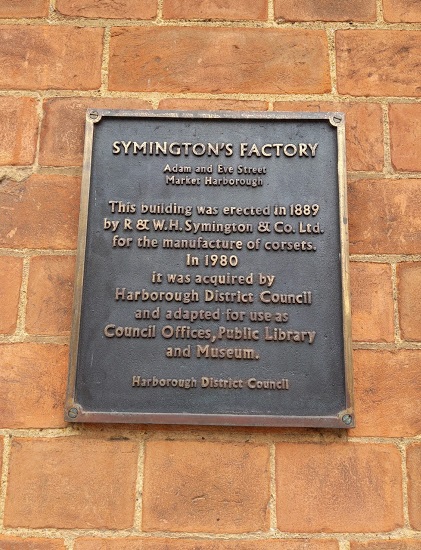 SYMINGTON'S FACTORY
Adam and Eve Street
Market Harborough
This building was erected in 1889
by R & W.H. Symington & Co. Ltd.
for the manufacture of corsets.
In 1980
it was acquired by
Harborough District Council
and adapted for use as
Council Offices, Public Library
and Museum.
Harborough District Council